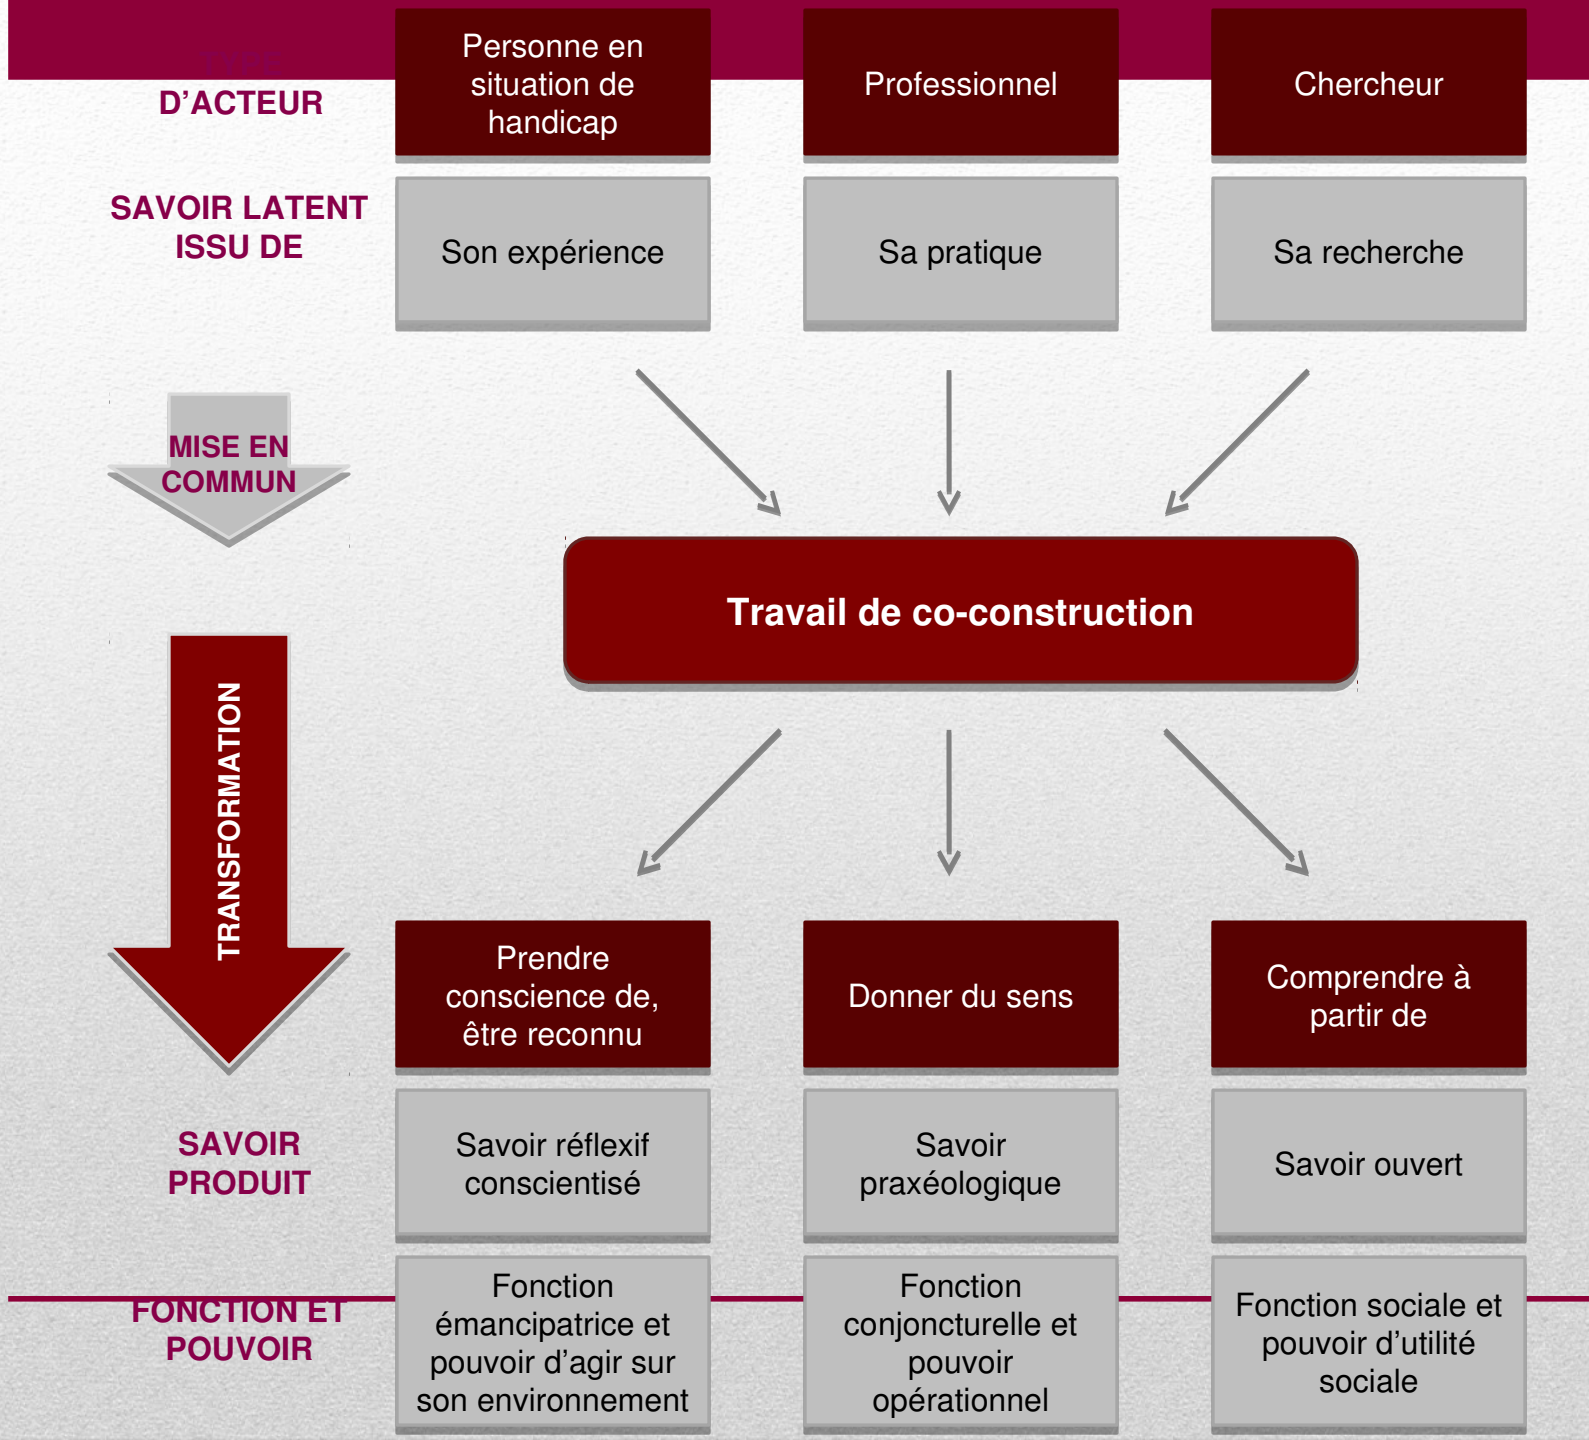 TYPE
D’ACTEUR
Personne en
situation de
handicap
Professionnel
Chercheur
SAVOIR LATENT
ISSU DE
Son expérience
Sa pratique
Sa recherche
MISE EN
COMMUN
Travail de co-construction
TRANSFORMATION
Prendre
conscience de,
être reconnu
Donner du sens
Comprendre à
partir de
SAVOIR
PRODUIT
Savoir réflexif
conscientisé
Savoir
praxéologique
Savoir ouvert
FONCTION ET
POUVOIR
Fonction
émancipatrice et
pouvoir d’agir sur
son environnement
Fonction
conjoncturelle et
pouvoir
opérationnel
Fonction sociale et
pouvoir d’utilité
sociale